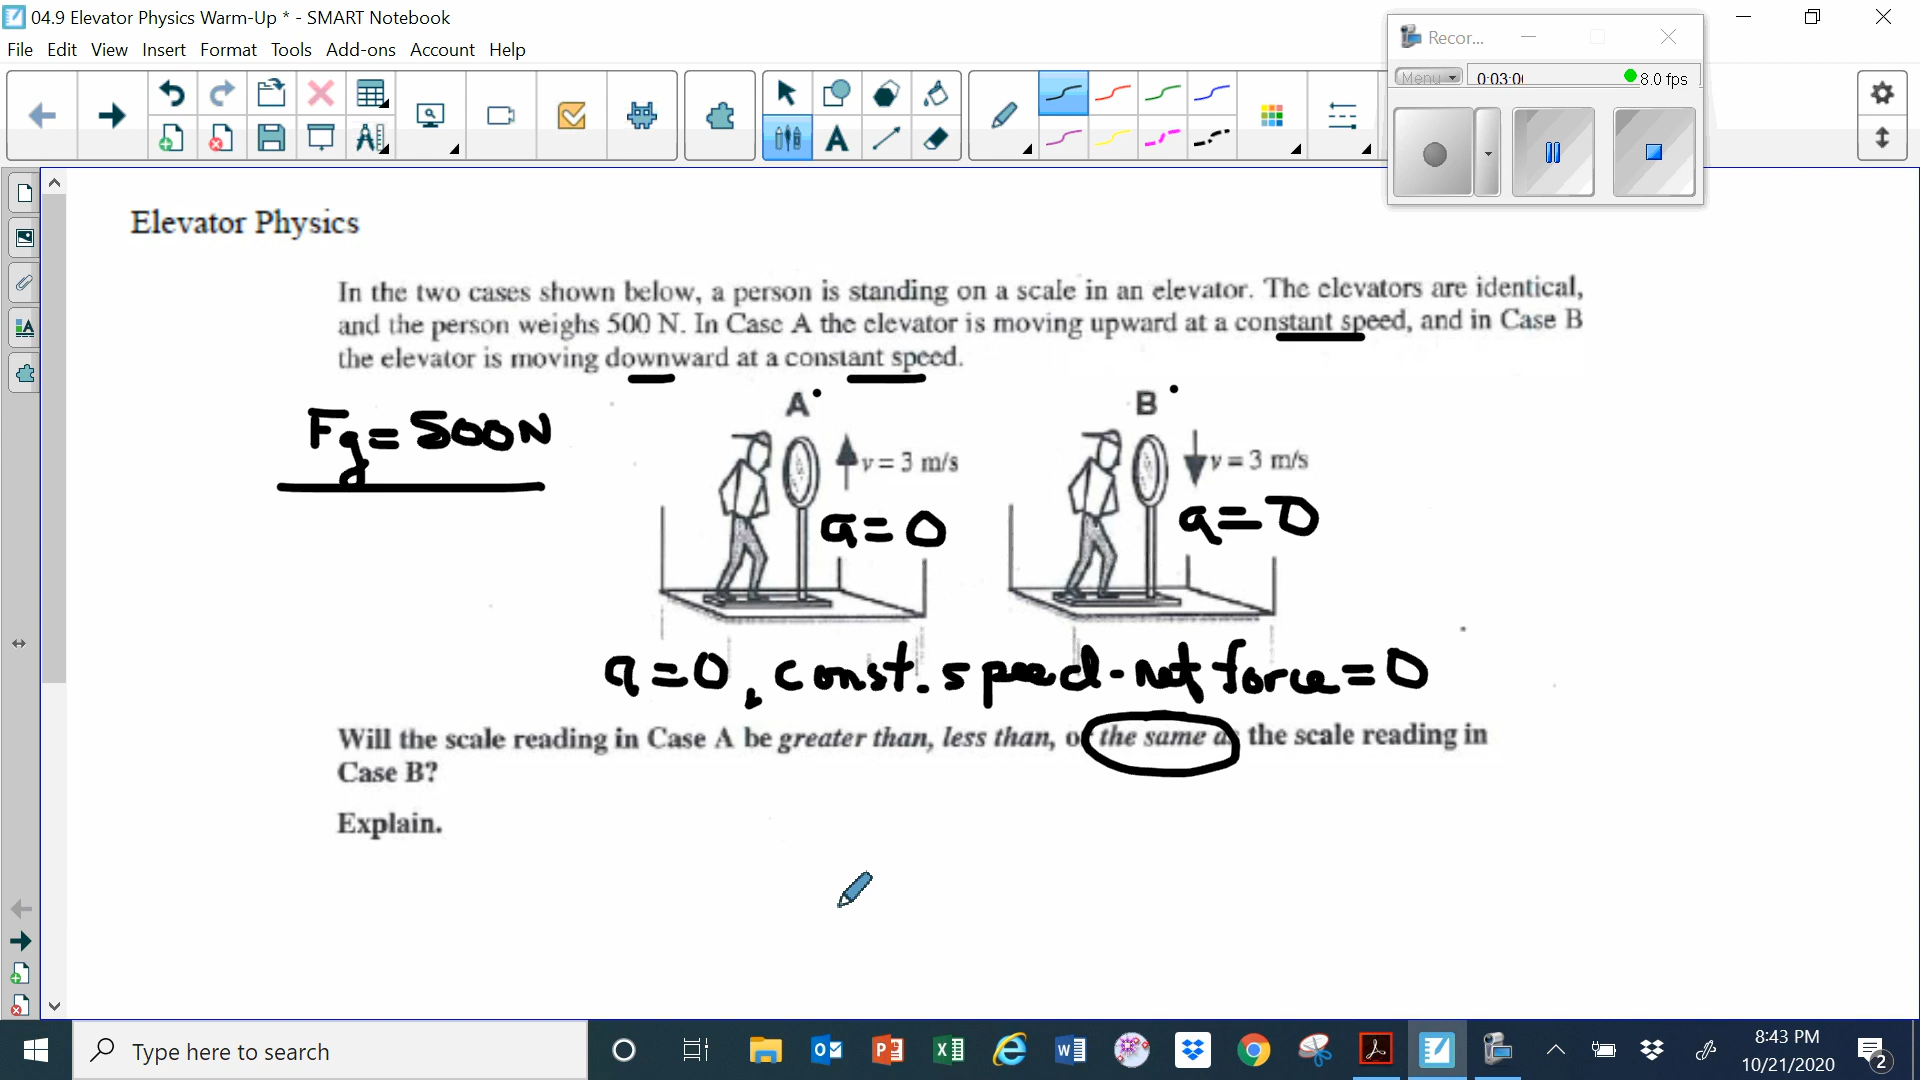 04.9 Elevator Physics Warm-Up * - SMART Notebook
File Edit View Insert Format Tools Add-ons Account Help
Recor...
Menu 0:03:0 8.0 fps
Elevator Physics
In the two cases shown below, a person is standing on a scale in an elevator. The elevators are identical,
and the person weighs 500 N. In Case A the elevator is moving upward at a constant speed, and in Case B
the elevator is moving downward at a constant speed.
Fg = 500N
A B
v = 3 m/s v = 3 m/s
a = 0 a = 0
a = 0, const. speed - net force = 0
Will the scale reading in Case A be greater than, less than, or the same as the scale reading in
Case B?
Explain.
Type here to search
8:43 PM
10/21/2020
2